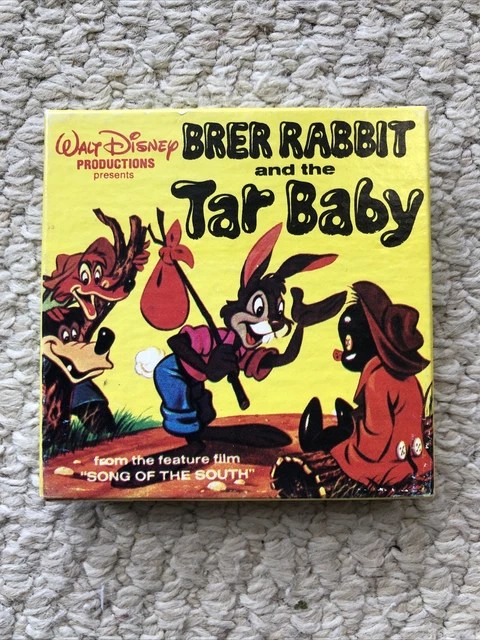 WALT DISNEY
PRODUCTIONS
presents
BRER RABBIT
and the
Tar Baby
from the feature film
"SONG OF THE SOUTH"